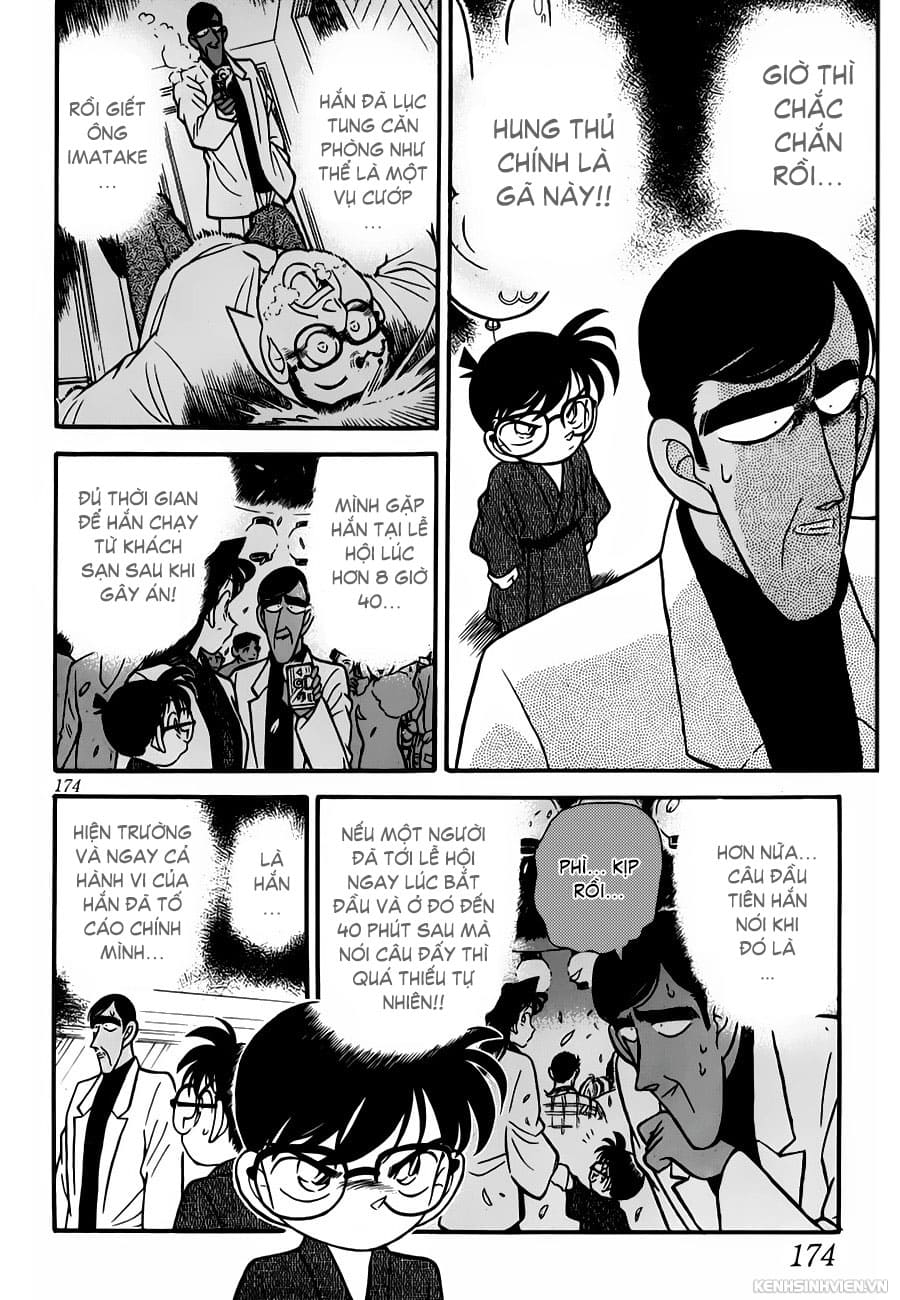 GIỜ THÌ
CHẮC
CHẮN
RỒI...
HUNG THỦ
CHÍNH LÀ
GÃ NÀY!!
HẮN ĐÃ LỤC
TUNG CĂN
PHÒNG NHƯ
THỂ LÀ MỘT
VỤ CƯỚP
...
RỒI GIẾT
ÔNG
IMATAKE
...
MÌNH GẶP
HẮN TẠI LỄ
HỘI LÚC
HƠN 8 GIỜ
40...
ĐỦ THỜI GIAN
ĐỂ HẮN CHẠY
TỪ KHÁCH
SẠN SAU KHI
GÂY ÁN!
174
HƠN NỮA...
CÂU ĐẦU
TIÊN HẮN
NÓI KHI
ĐÓ LÀ
...
PHÌ... KỊP
RỒI...
NẾU MỘT NGƯỜI
ĐÃ TỚI LỄ HỘI
NGAY LÚC BẮT
ĐẦU VÀ Ở ĐÓ ĐẾN
40 PHÚT SAU MÀ
NÓI CÂU ĐẤY THÌ
QUÁ THIẾU TỰ
NHIÊN!!
LÀ
HẮN
...
HIỆN TRƯỜNG
VÀ NGAY CẢ
HÀNH VI CỦA
HẮN ĐÃ TỐ
CÁO CHÍNH
MÌNH...
174
KENHSINHVIEN.VN